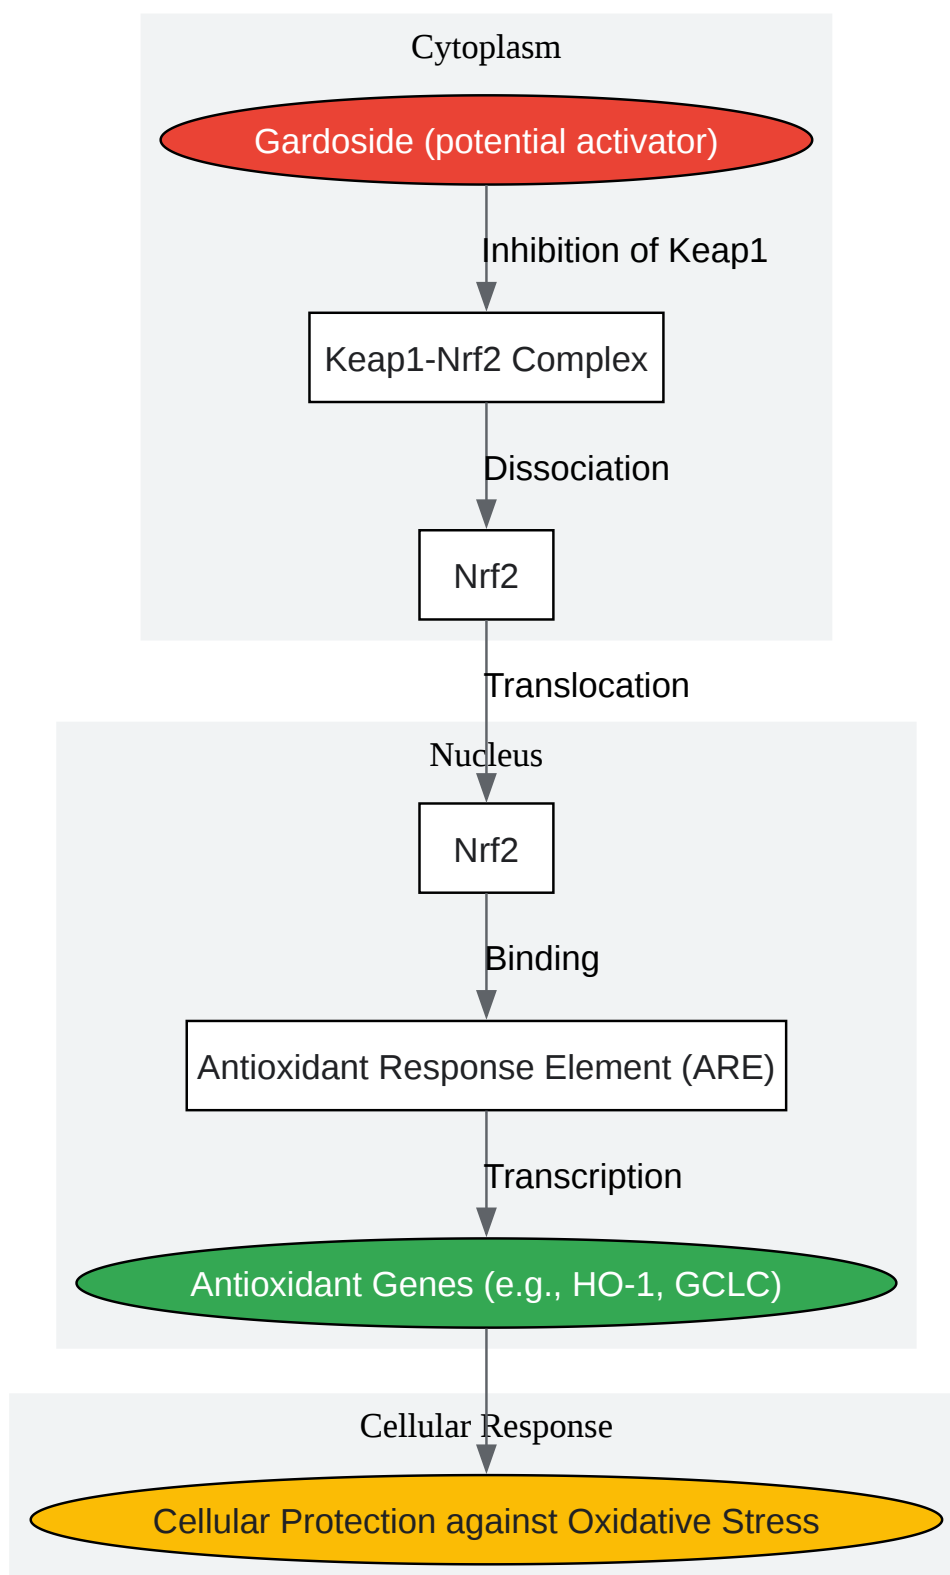 Cytoplasm
Gardoside (potential activator)
Inhibition of Keap1
Keap1-Nrf2 Complex
Dissociation
Nrf2
Translocation
Nucleus
Nrf2
Binding
Antioxidant Response Element (ARE)
Transcription
Antioxidant Genes (e.g., HO-1, GCLC)
Cellular Response
Cellular Protection against Oxidative Stress